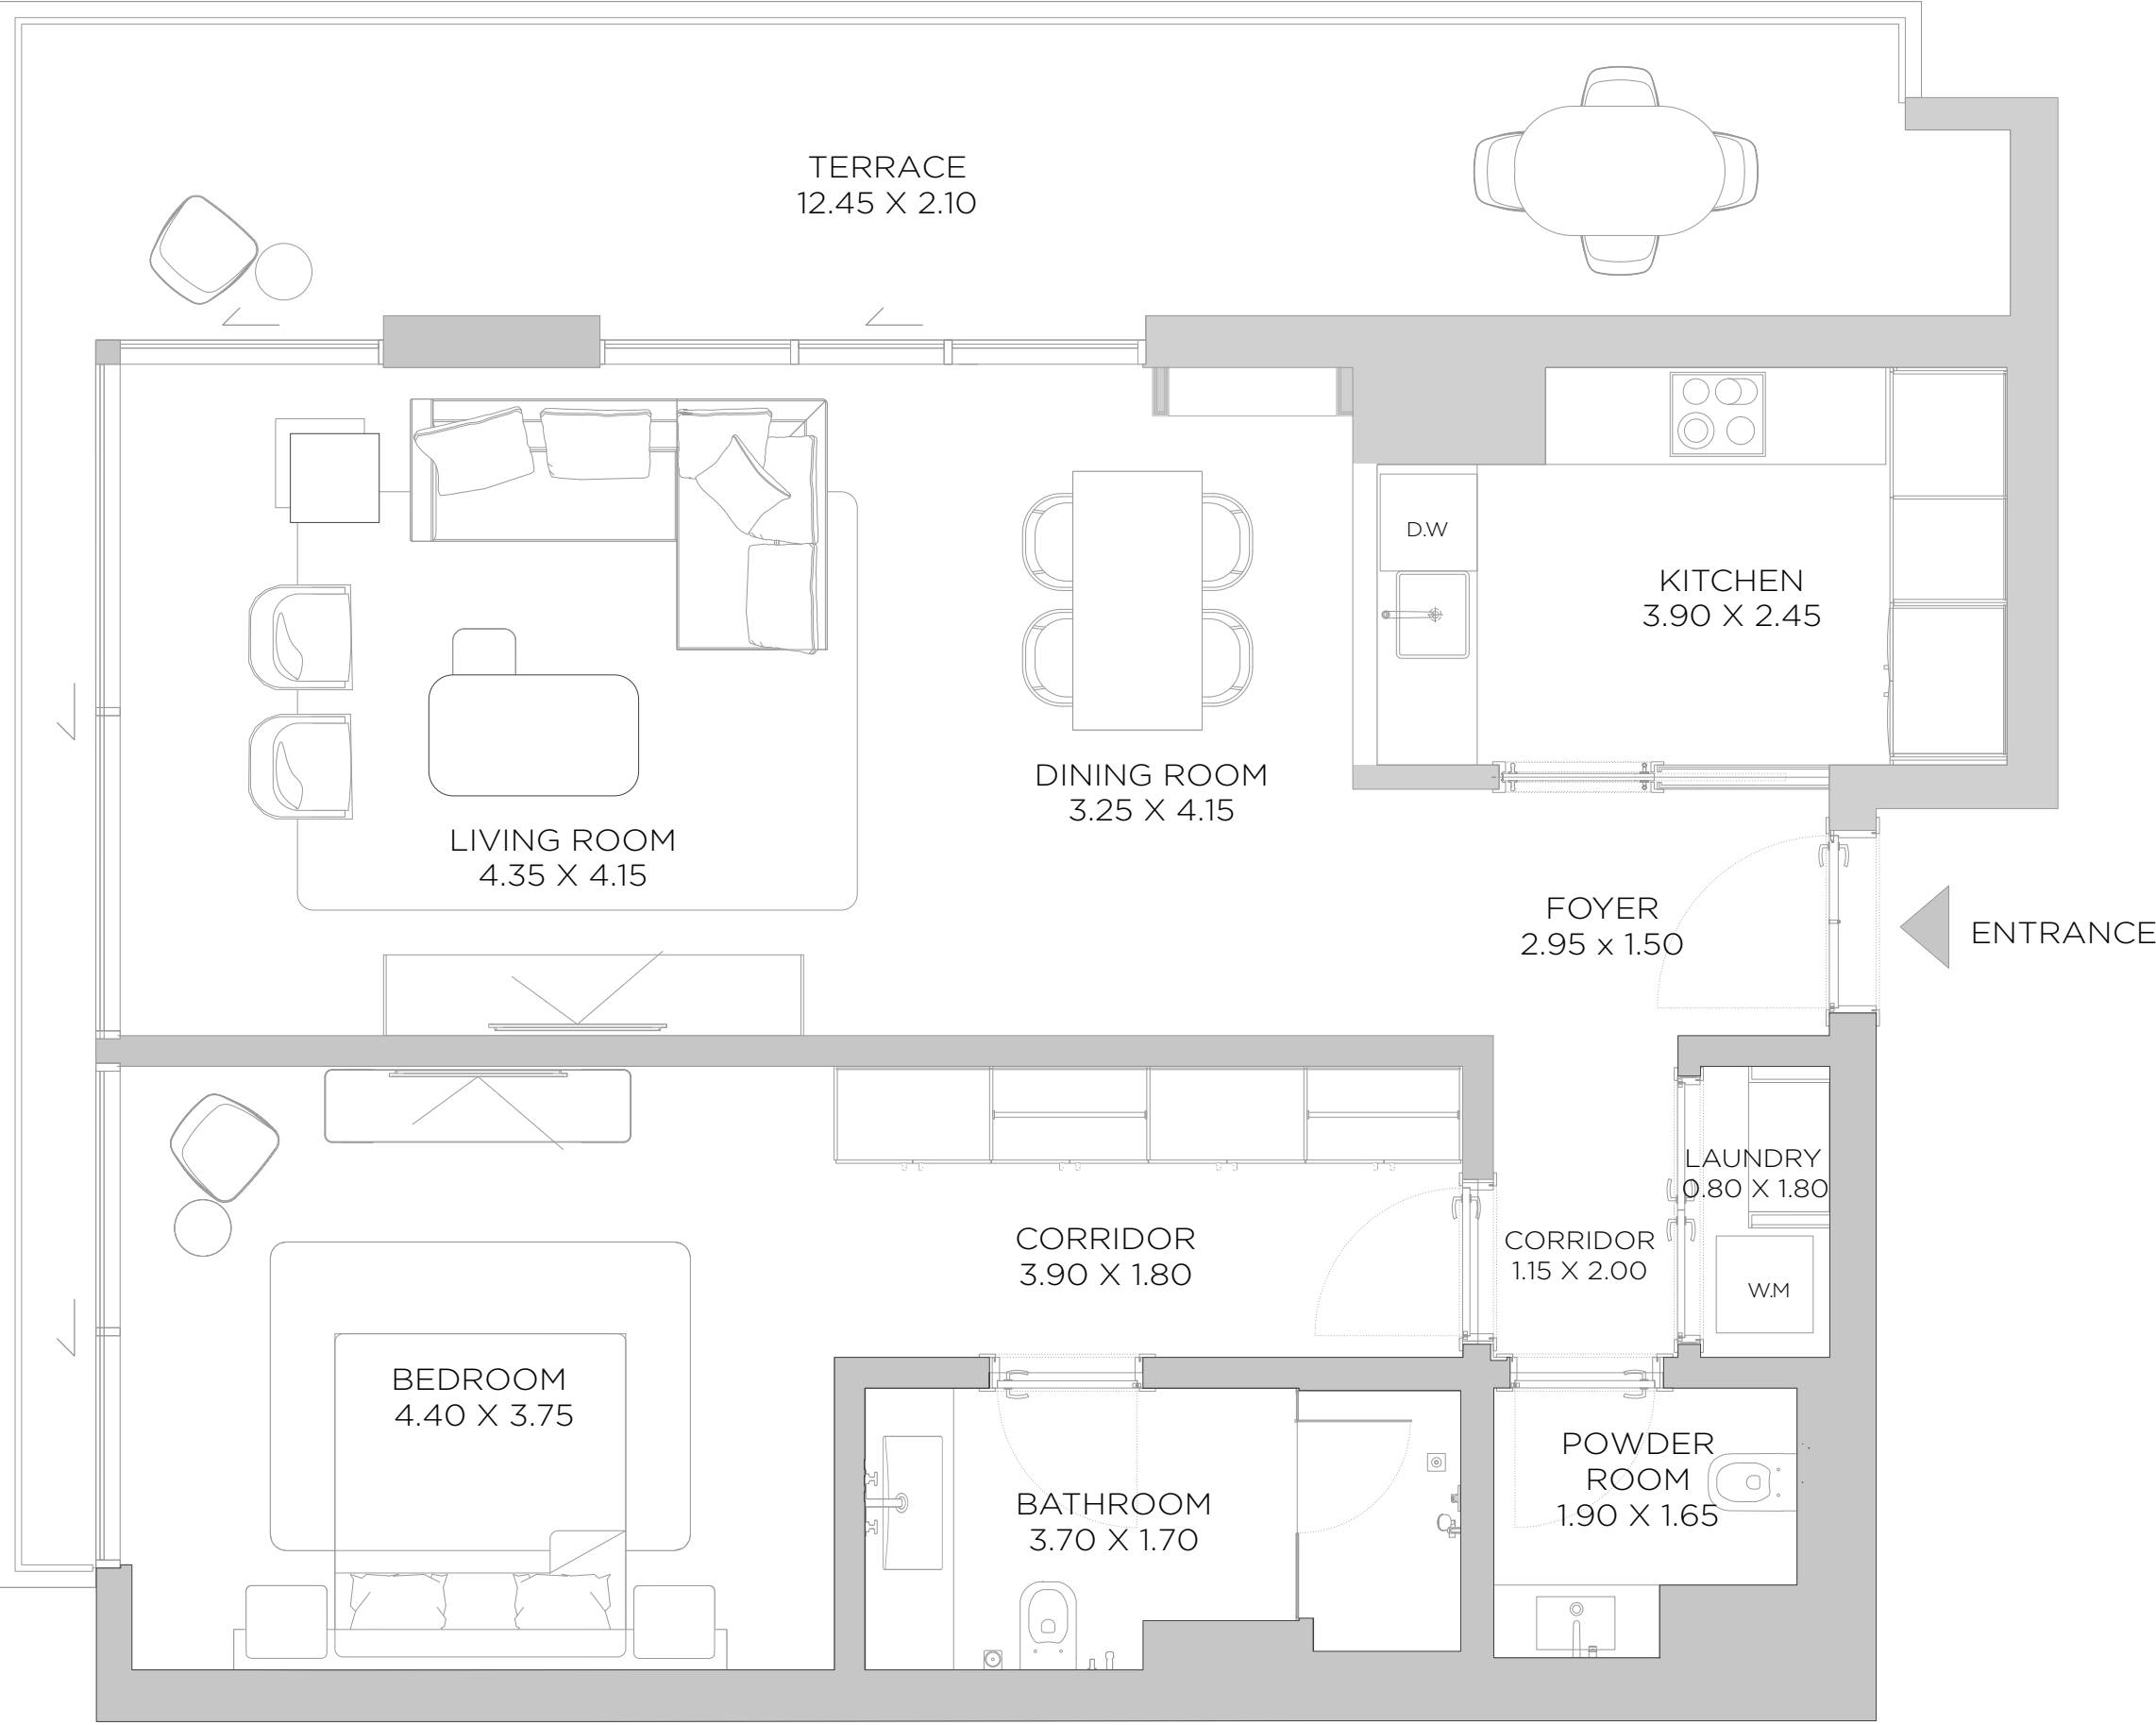 TERRACE
12.45 X 2.10
D.W
KITCHEN
3.90 X 2.45
DINING ROOM
3.25 X 4.15
LIVING ROOM
4.35 X 4.15
FOYER
2.95 x 1.50
ENTRANCE
LAUNDRY
0.80 X 1.80
CORRIDOR
3.90 X 1.80
CORRIDOR
1.15 X 2.00
W.M
BEDROOM
4.40 X 3.75
POWDER
ROOM
1.90 X 1.65
BATHROOM
3.70 X 1.70